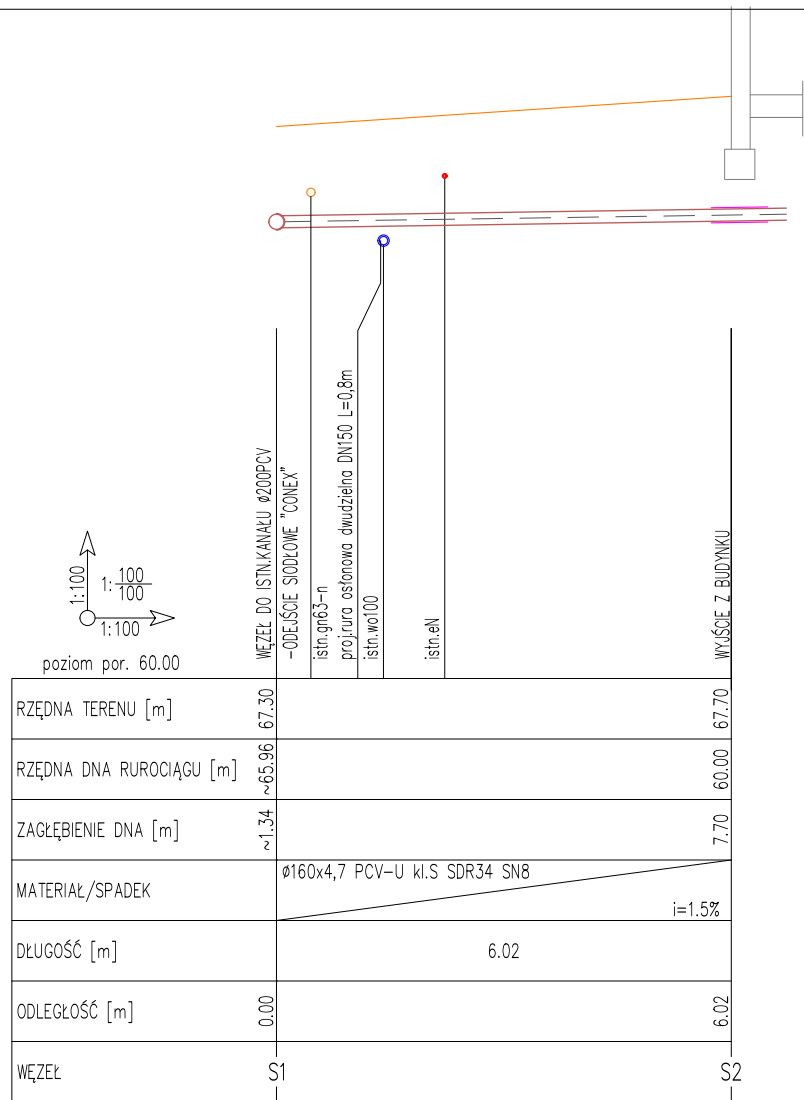 WĘZEŁ DO ISTN.KANAŁU ø200PCV
-ODEJŚCIE SIODŁOWE "CONEX"
istn.gn63-n
proj.rura osłonowa dwudzielna DN150 L=0,8m
istn.wo100
istn.eN
WYJŚCIE Z BUDYNKU
1:100
1: 100/100
1:100
poziom por. 60.00
RZĘDNA TERENU [m] 67.30 67.70
RZĘDNA DNA RUROCIĄGU [m] ~65.96 60.00
ZAGŁĘBIENIE DNA [m] ~1.34 7.70
MATERIAŁ/SPADEK ø160x4,7 PCV-U kl.S SDR34 SN8 i=1.5%
DŁUGOŚĆ [m] 6.02
ODLEGŁOŚĆ [m] 0.00 6.02
WĘZEŁ S1 S2